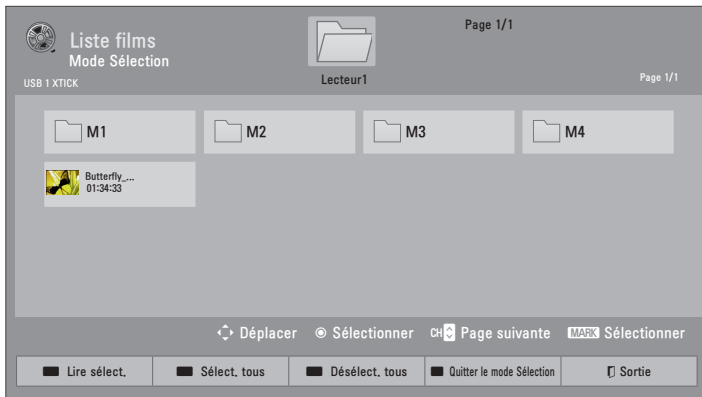 Liste films
Mode Sélection
USB 1 XTICK
Lecteur1
Page 1/1
Page 1/1
M1
M2
M3
M4
Butterfly_...
01:34:33
Déplacer
Sélectionner
CH Page suivante
MARK Sélectionner
Lire sélect.
Sélect. tous
Désélect. tous
Quitter le mode Sélection
Sortie